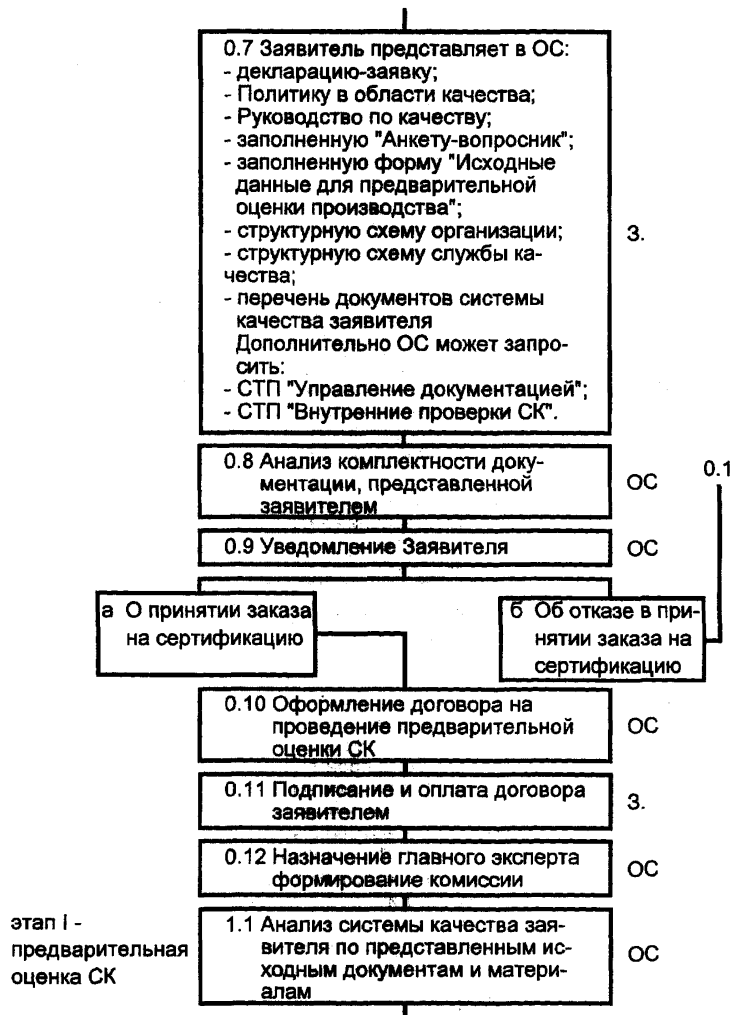 0.7 Заявитель представляет в ОС:
- декларацию-заявку;
- Политику в области качества;
- Руководство по качеству;
- заполненную "Анкету-вопросник";
- заполненную форму "Исходные
данные для предварительной
оценки производства";
- структурную схему организации;
- структурную схему службы ка-
чества;
- перечень документов системы
качества заявителя
Дополнительно ОС может запро-
сить:
- СТП "Управление документацией";
- СТП "Внутренние проверки СК".
З.
0.8 Анализ комплектности доку-
ментации, представленной
заявителем
ОС
0.1
0.9 Уведомление Заявителя
ОС
а О принятии заказа
на сертификацию
б Об отказе в при-
нятии заказа на
сертификацию
0.10 Оформление договора на
проведение предварительной
оценки СК
ОС
0.11 Подписание и оплата договора
заявителем
З.
0.12 Назначение главного эксперта
формирование комиссии
ОС
этап I -
предварительная
оценка СК
1.1 Анализ системы качества зая-
вителя по представленным ис-
ходным документам и матери-
алам
ОС